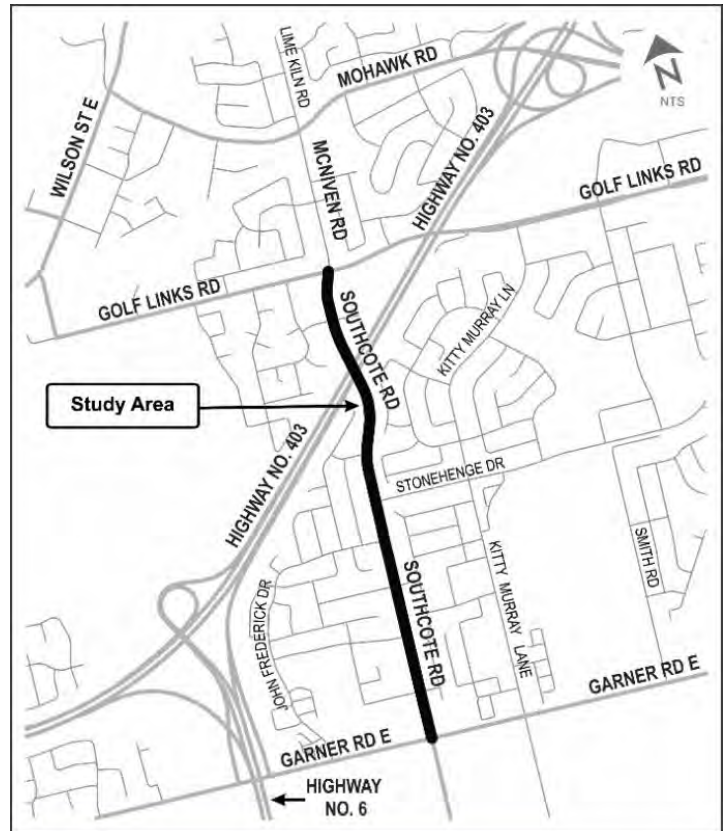 LIME KILN RD
MOHAWK RD
N
NTS
WILSON ST E
MCNIVEN RD
HIGHWAY NO. 403
GOLF LINKS RD
GOLF LINKS RD
SOUTHCOTE RD
KITTY MURRAY LN
Study Area
HIGHWAY NO. 403
STONEHENGE DR
SMITH RD
JOHN FREDERICK DR
SOUTHCOTE RD
KITTY MURRAY LANE
GARNER RD E
GARNER RD E
HIGHWAY
NO. 6